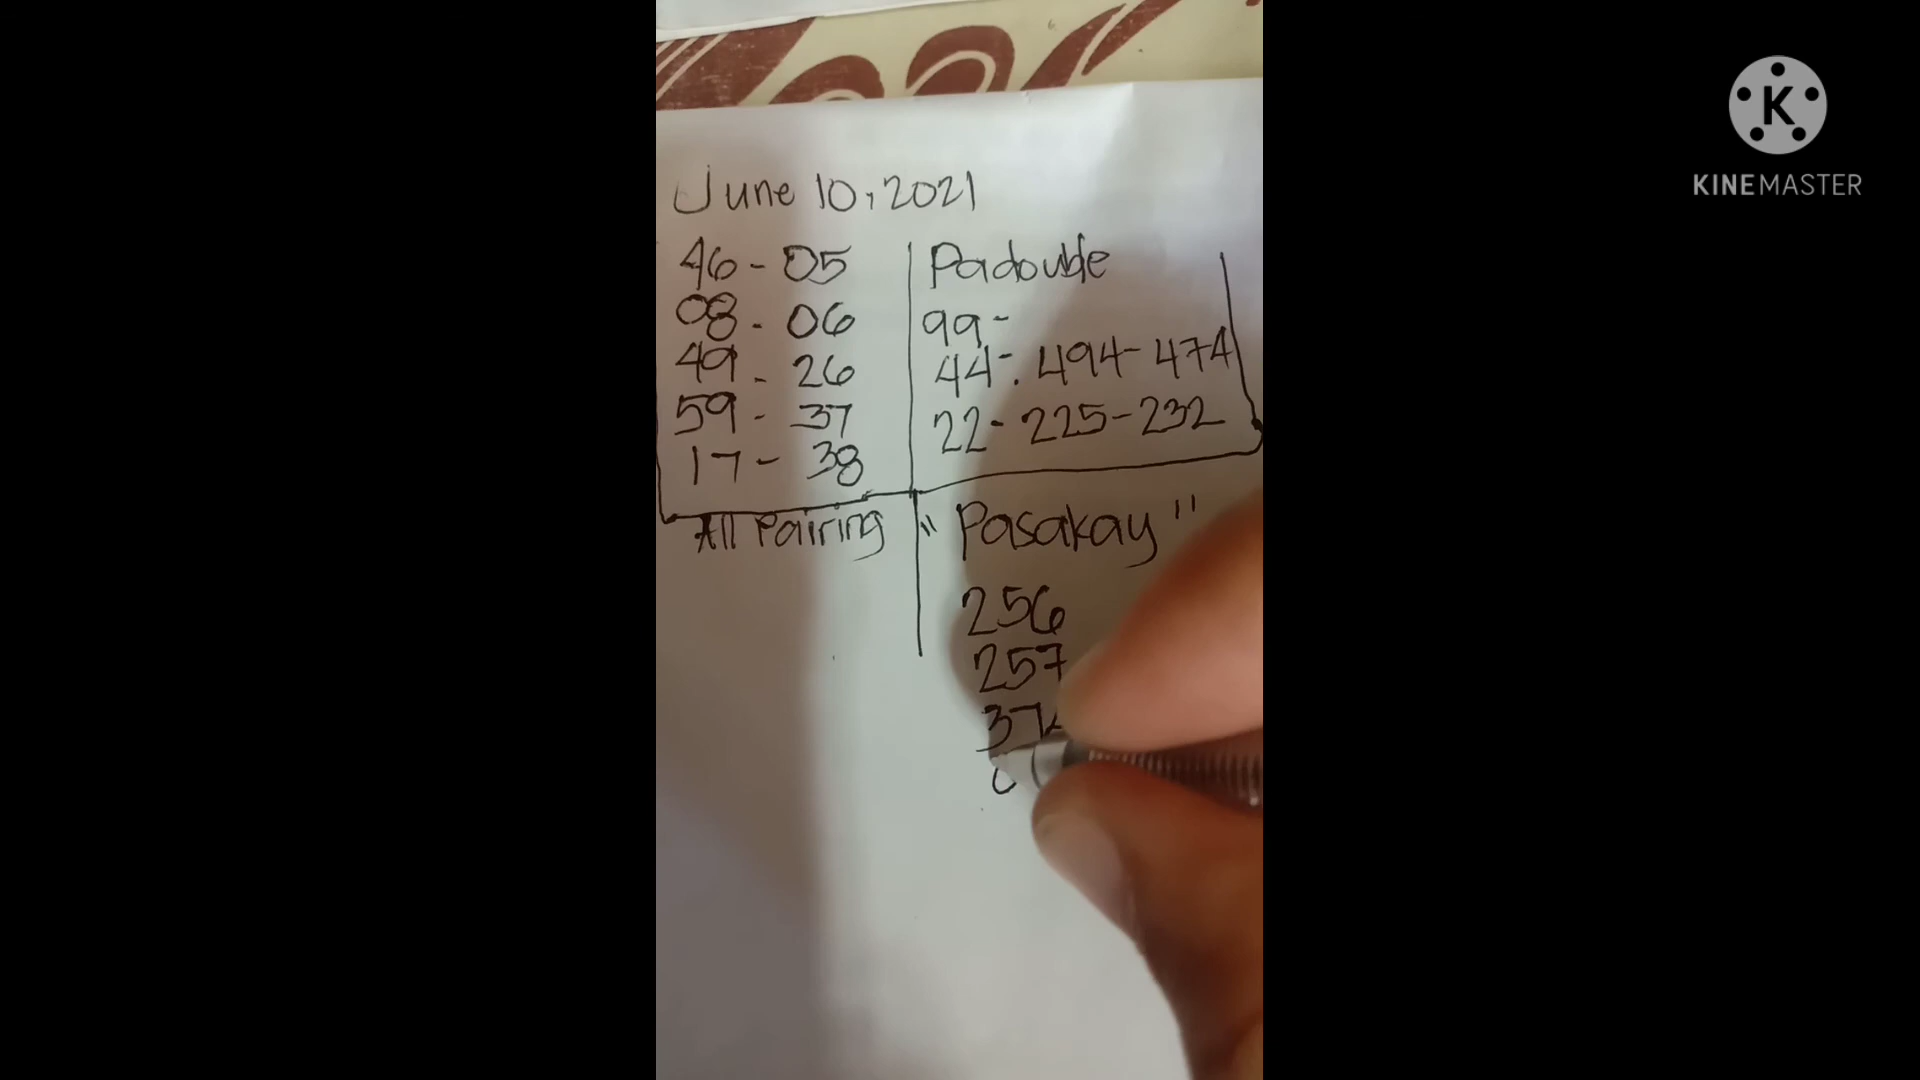 June 10, 2021
46 - 05
08 - 06
49 - 26
59 - 37
17 - 38
All Pairing
Padouble
99 -
44 - . 494 - 474
22 - 225 - 232
"Pasakay"
256
257
K
KINEMASTER